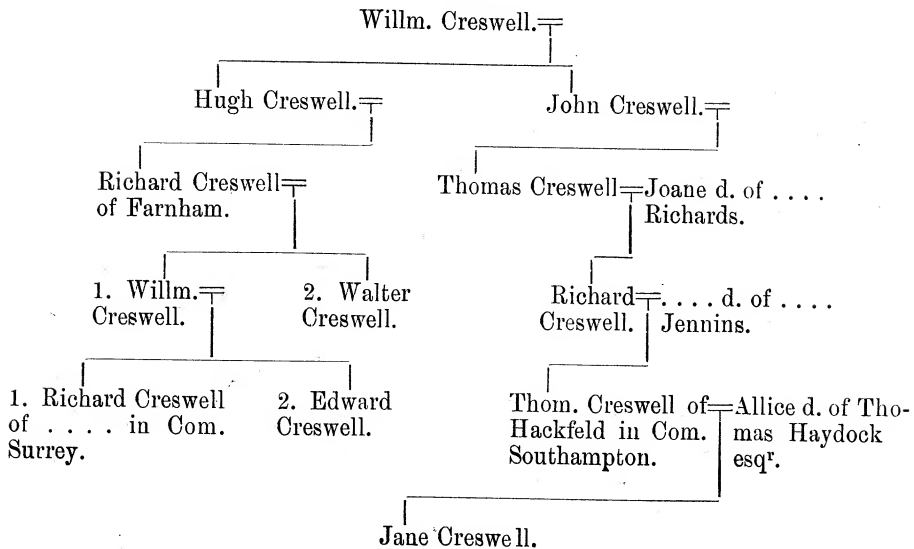 Willm. Creswell.
Hugh Creswell.
John Creswell.
Richard Creswell
of Farnham.
Thomas Creswell
Joane d. of . . . .
Richards.
1. Willm.
Creswell.
2. Walter
Creswell.
Richard
Creswell.
. . . . d. of . . . .
Jennins.
1. Richard Creswell
of . . . . in Com.
Surrey.
2. Edward
Creswell.
Thom. Creswell of
Hackfeld in Com.
Southampton.
Allice d. of Tho-
mas Haydock
esqʳ.
Jane Creswell.